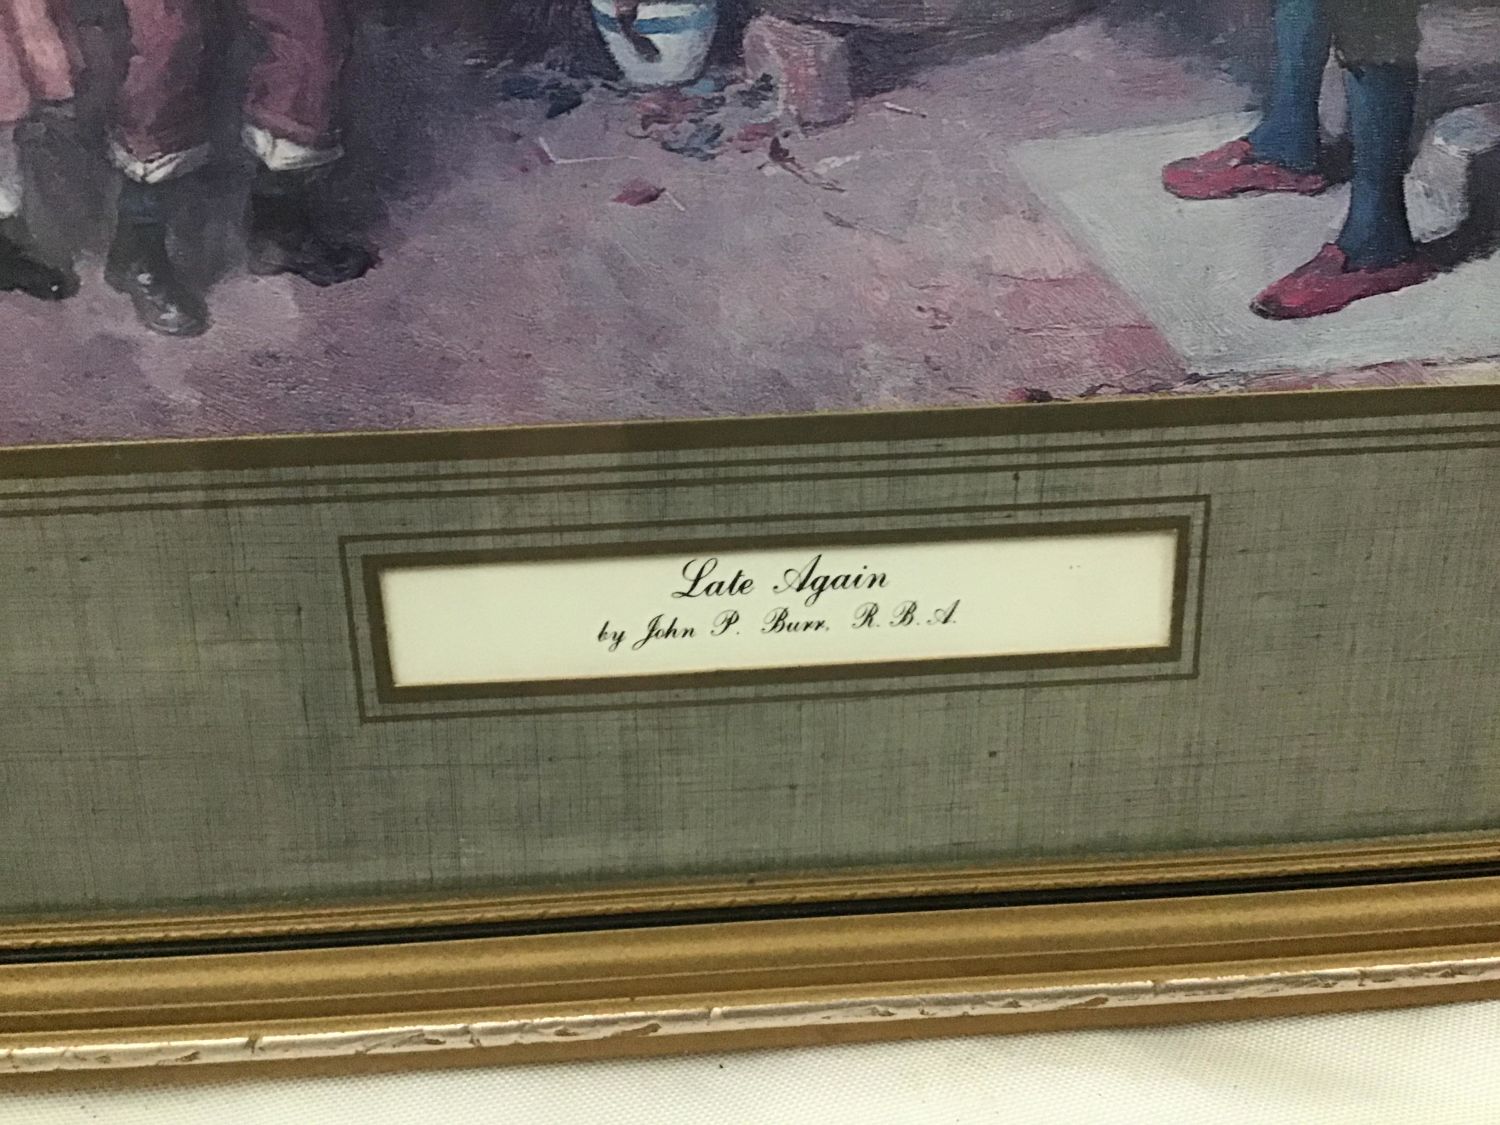 Late Again
by John P. Burr, R. B. A.